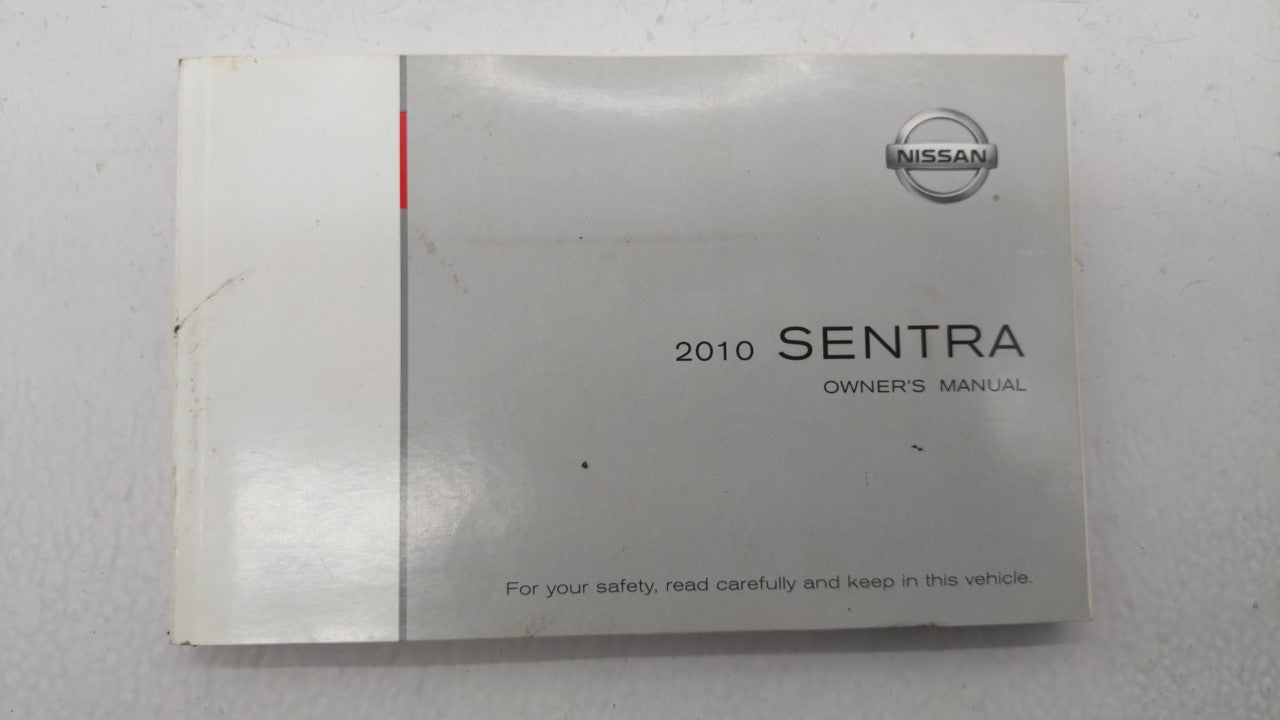 NISSAN
®
2010 SENTRA
OWNER'S MANUAL
For your safety, read carefully and keep in this vehicle.